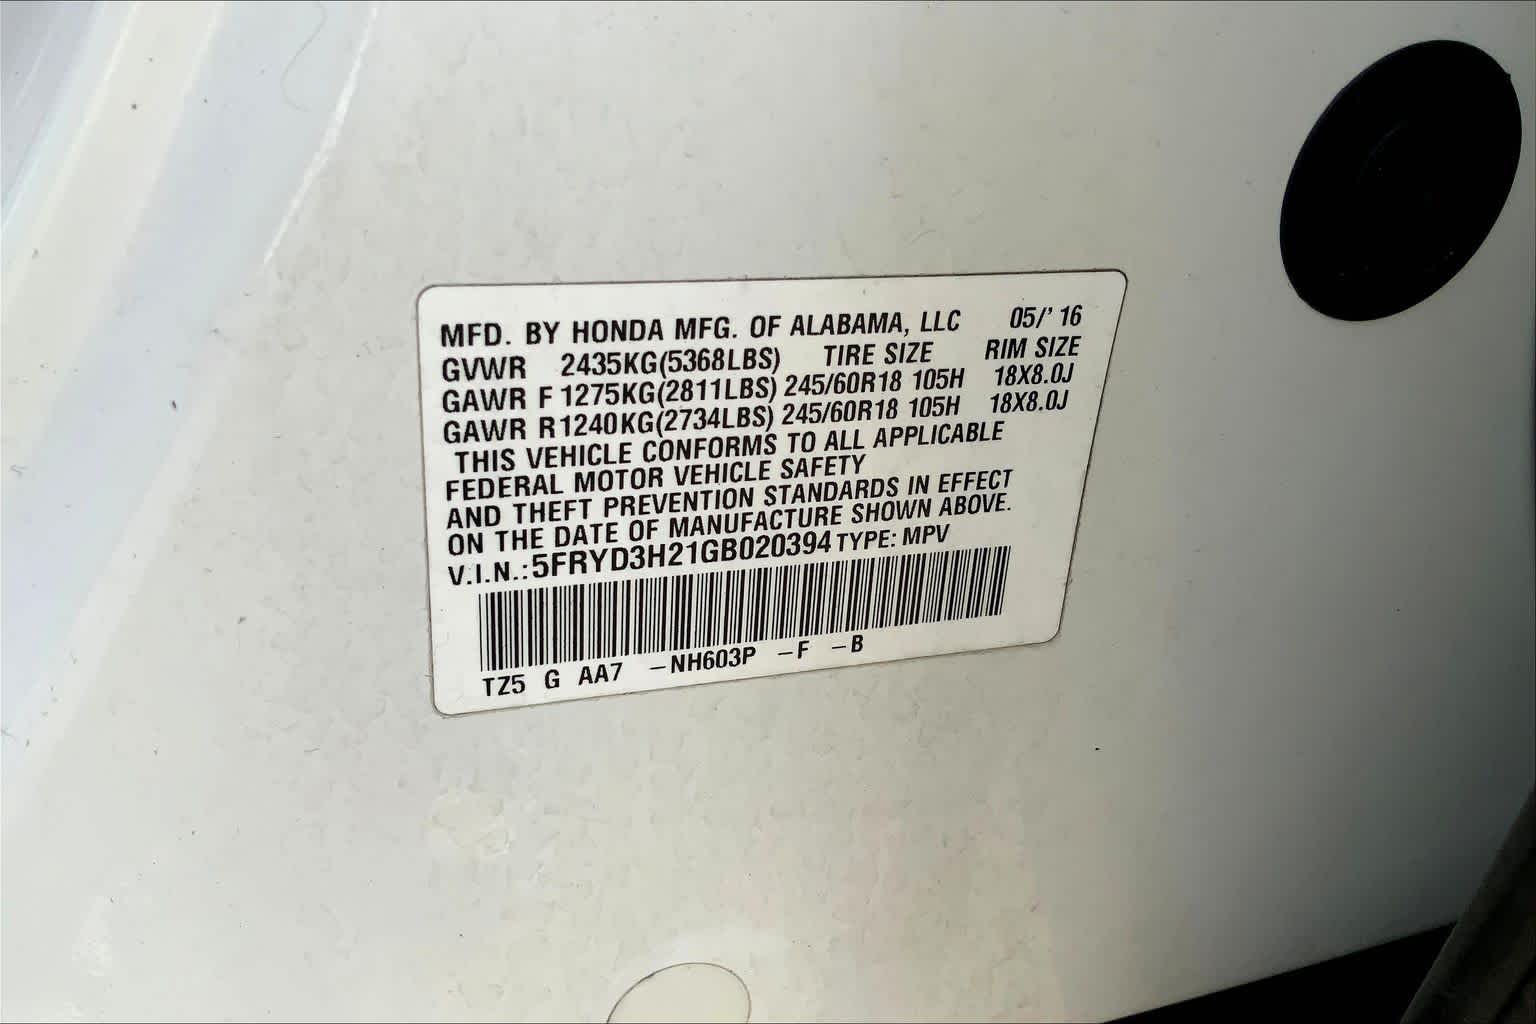 MFD. BY HONDA MFG. OF ALABAMA, LLC 05/' 16
GVWR 2435KG(5368LBS) TIRE SIZE RIM SIZE
GAWR F 1275KG(2811LBS) 245/60R18 105H 18X8.0J
GAWR R 1240KG(2734LBS) 245/60R18 105H 18X8.0J
THIS VEHICLE CONFORMS TO ALL APPLICABLE
FEDERAL MOTOR VEHICLE SAFETY
AND THEFT PREVENTION STANDARDS IN EFFECT
ON THE DATE OF MANUFACTURE SHOWN ABOVE.
V.I.N.: 5FRYD3H21GB020394 TYPE: MPV
TZ5 G AA7 -NH603P -F -B